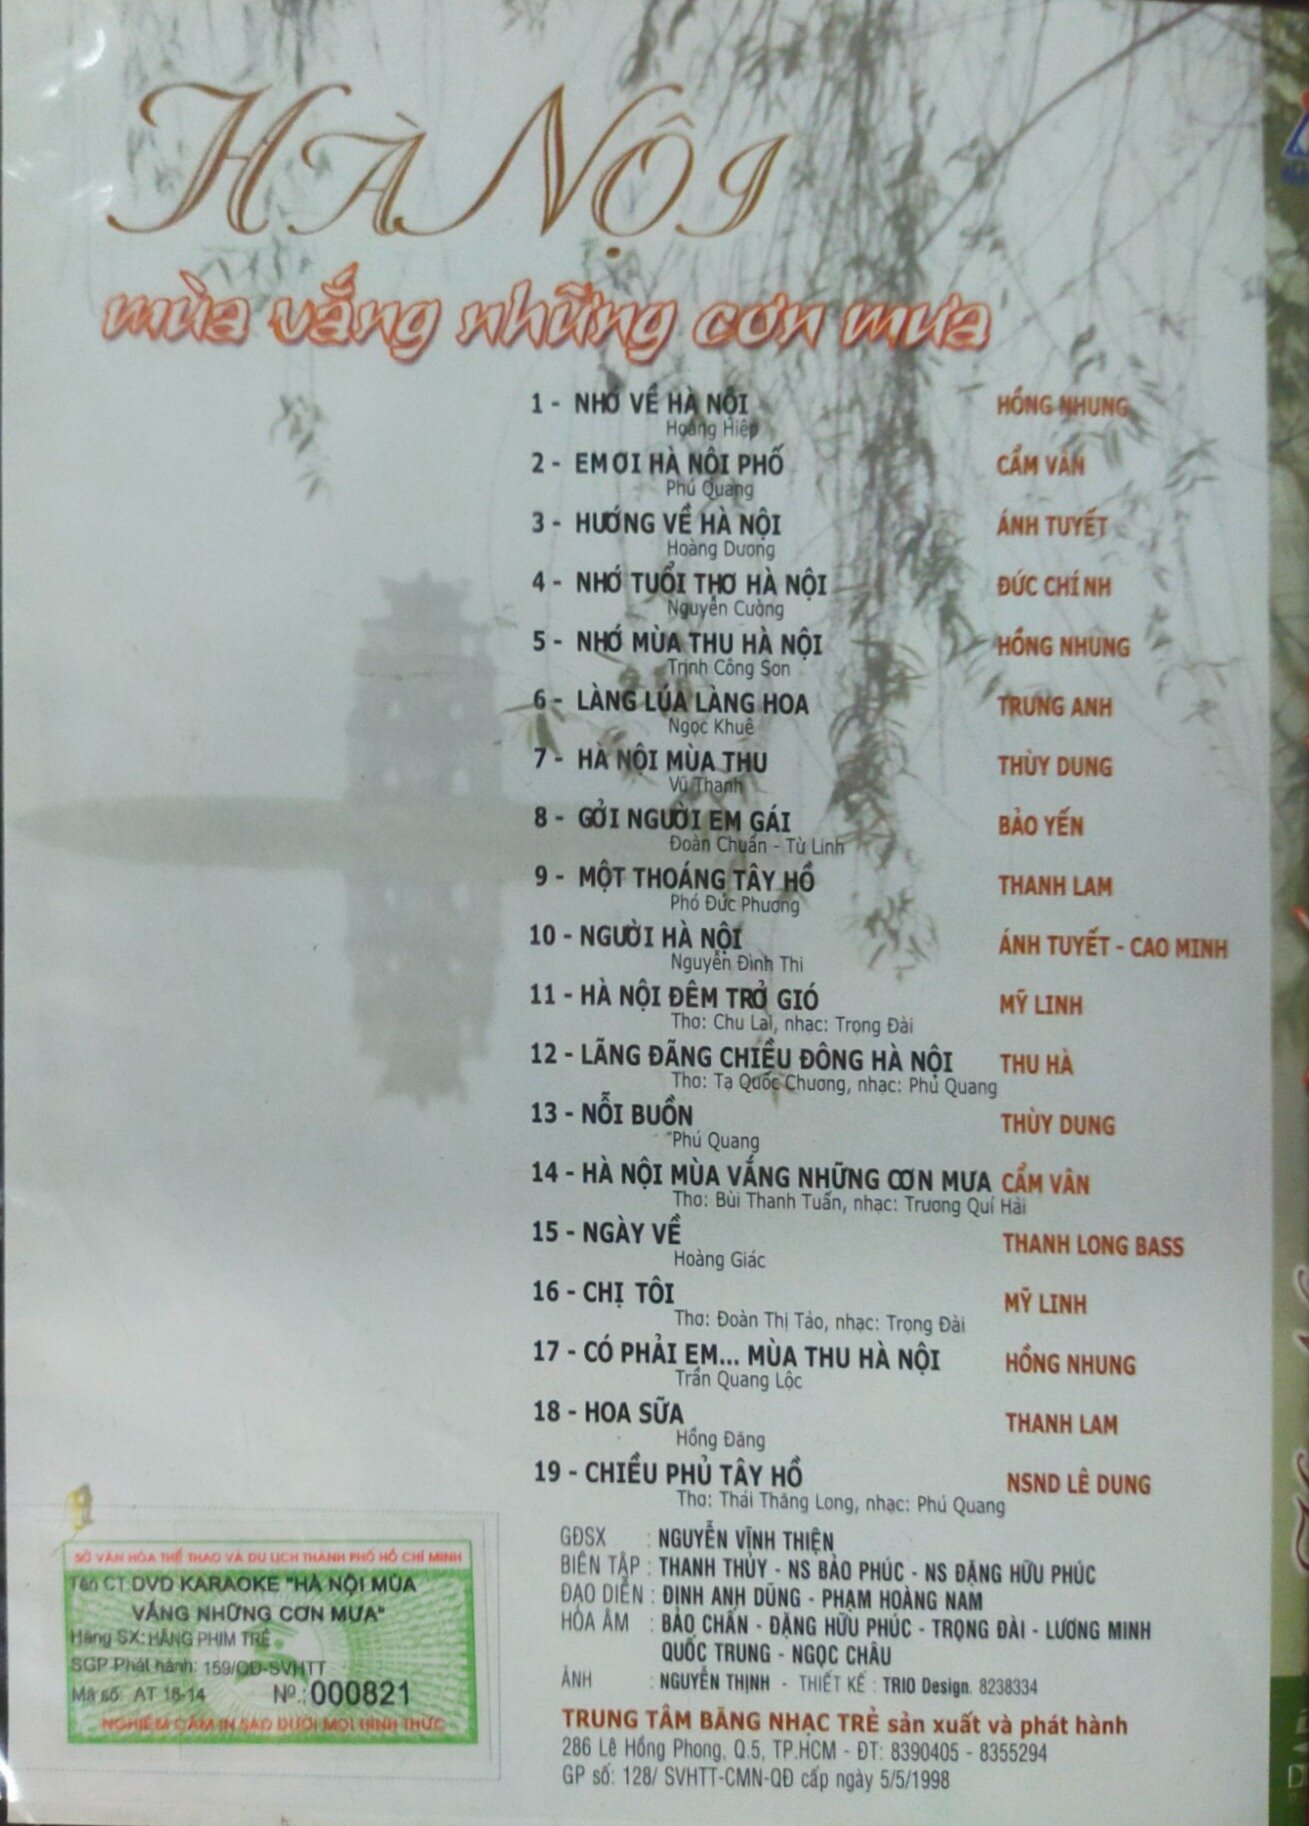 HÀ NỘI
mùa vắng những cơn mưa
1 - NHỚ VỀ HÀ NỘI HỒNG NHUNG
Hoàng Hiệp
2 - EM ƠI HÀ NỘI PHỐ CẨM VÂN
Phú Quang
3 - HƯỚNG VỀ HÀ NỘI ÁNH TUYẾT
Hoàng Dương
4 - NHỚ TUỔI THƠ HÀ NỘI ĐỨC CHÍNH
Nguyễn Cường
5 - NHỚ MÙA THU HÀ NỘI HỒNG NHUNG
Trịnh Công Sơn
6 - LÀNG LÚA LÀNG HOA TRUNG ANH
Ngọc Khuê
7 - HÀ NỘI MÙA THU THÙY DUNG
Vũ Thanh
8 - GỞI NGƯỜI EM GÁI BẢO YẾN
Đoàn Chuẩn - Từ Linh
9 - MỘT THOÁNG TÂY HỒ THANH LAM
Phó Đức Phương
10 - NGƯỜI HÀ NỘI ÁNH TUYẾT - CAO MINH
Nguyễn Đình Thi
11 - HÀ NỘI ĐÊM TRỞ GIÓ MỸ LINH
Thơ: Chu Lai, nhạc: Trọng Đài
12 - LÃNG ĐÃNG CHIỀU ĐÔNG HÀ NỘI THU HÀ
Thơ: Tạ Quốc Chương, nhạc: Phú Quang
13 - NỖI BUỒN THÙY DUNG
Phú Quang
14 - HÀ NỘI MÙA VẮNG NHỮNG CƠN MƯA CẨM VÂN
Thơ: Bùi Thanh Tuấn, nhạc: Trương Quí Hải
15 - NGÀY VỀ THANH LONG BASS
Hoàng Giác
16 - CHỊ TÔI MỸ LINH
Thơ: Đoàn Thị Tảo, nhạc: Trọng Đài
17 - CÓ PHẢI EM... MÙA THU HÀ NỘI HỒNG NHUNG
Trần Quang Lộc
18 - HOA SỮA THANH LAM
Hồng Đăng
19 - CHIỀU PHỦ TÂY HỒ NSND LÊ DUNG
Thơ: Thái Thăng Long, nhạc: Phú Quang
GĐSX : NGUYỄN VĨNH THIỆN
BIÊN TẬP : THANH THỦY - NS BẢO PHÚC - NS ĐẶNG HỮU PHÚC
ĐẠO DIỄN : ĐINH ANH DŨNG - PHẠM HOÀNG NAM
HÒA ÂM : BẢO CHẤN - ĐẶNG HỮU PHÚC - TRỌNG ĐÀI - LƯƠNG MINH
QUỐC TRUNG - NGỌC CHÂU
ẢNH : NGUYỄN THỊNH - THIẾT KẾ : TRIO Design. 8238334
TRUNG TÂM BĂNG NHẠC TRẺ sản xuất và phát hành
286 Lê Hồng Phong, Q.5, TP.HCM - ĐT: 8390405 - 8355294
GP số: 128/ SVHTT-CMN-QĐ cấp ngày 5/5/1998
SỞ VĂN HÓA THỂ THAO VÀ DU LỊCH THÀNH PHỐ HỒ CHÍ MINH
Tên CT:DVD KARAOKE "HÀ NỘI MÙA
VẮNG NHỮNG CƠN MƯA"
Hãng SX: HÃNG PHIM TRẺ
SGP Phát hành: 159/QĐ-SVHTT
Mã số: AT 18-14 Nº.:000821
NGHIÊM CẤM IN SAO DƯỚI MỌI HÌNH THỨC